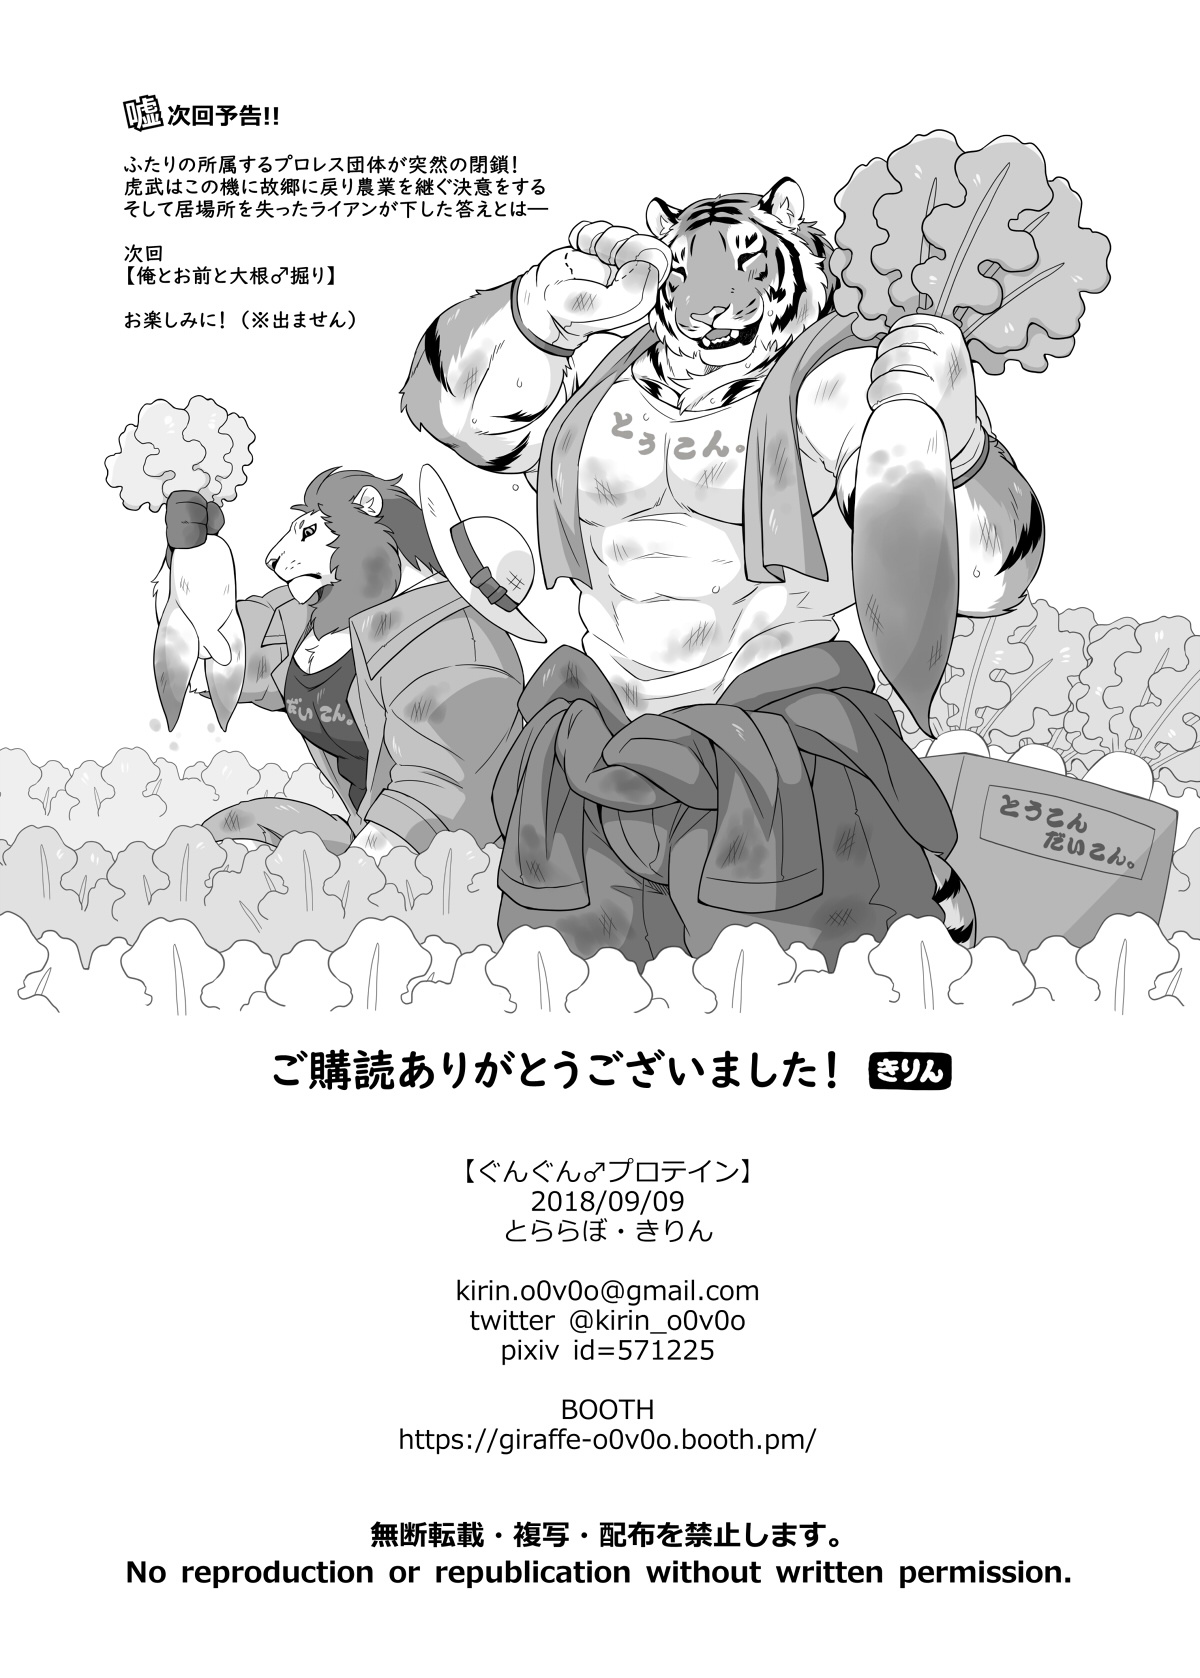 嘘次回予告!!
ふたりの所属するプロレス団体が突然の閉鎖!
虎武はこの機に故郷に戻り農業を継ぐ決意をする
そして居場所を失ったライアンが下した答えとは―
次回
【俺とお前と大根♂掘り】
お楽しみに!(※出ません)
とうこん。
だいこん。
とうこん
だいこん。
ご購読ありがとうございました! きりん
【ぐんぐん♂プロテイン】
2018/09/09
とららぼ・きりん
kirin.o0v0o@gmail.com
twitter @kirin_o0v0o
pixiv id=571225
BOOTH
https://giraffe-o0v0o.booth.pm/
無断転載・複写・配布を禁止します。
No reproduction or republication without written permission.